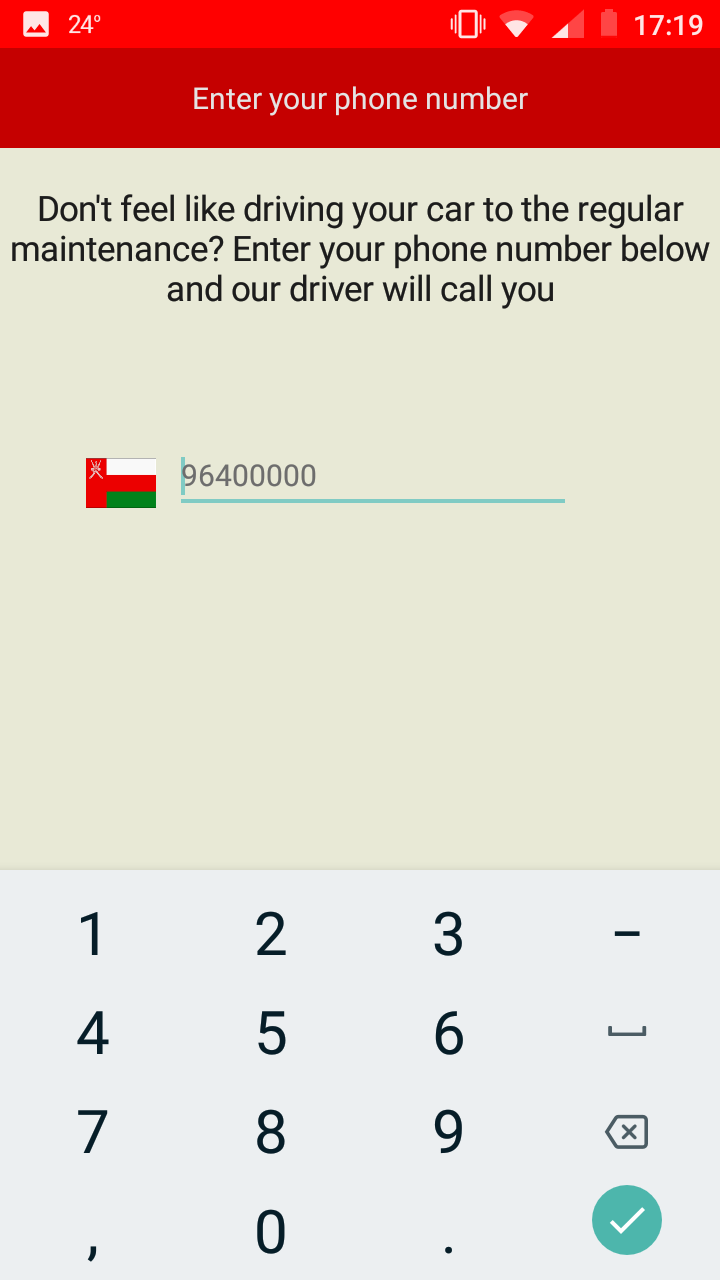 24°
17:19
Enter your phone number
Don't feel like driving your car to the regular
maintenance? Enter your phone number below
and our driver will call you
96400000
1 2 3 –
4 5 6
7 8 9
, 0 .